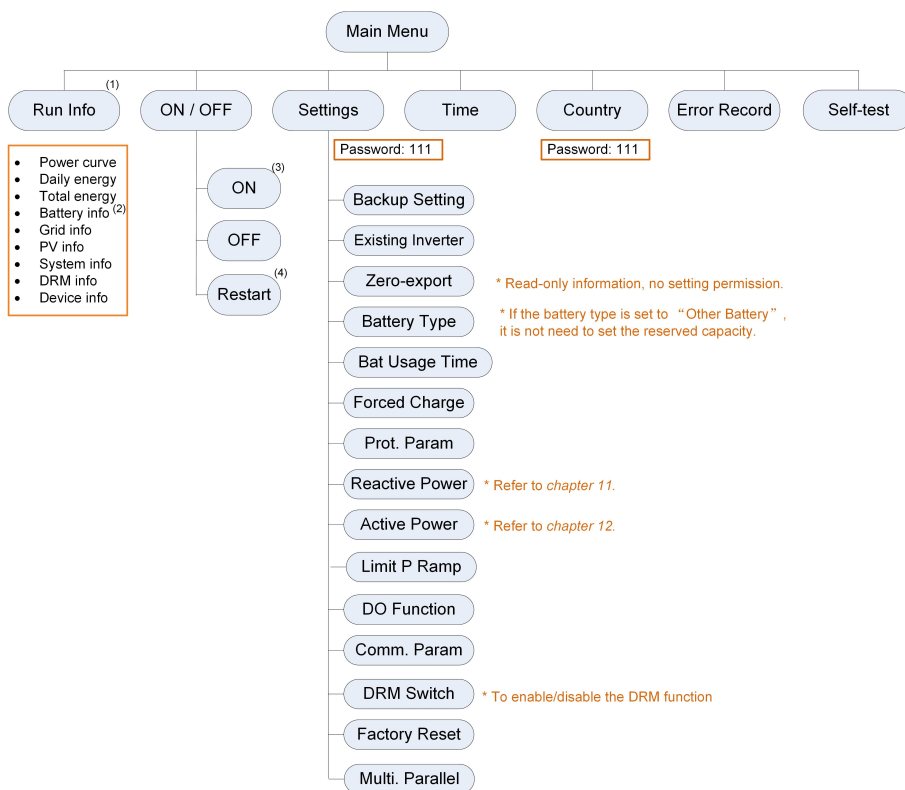 Main Menu
(1)
Run Info
ON / OFF
Settings
Time
Country
Error Record
Self-test
Password: 111
Password: 111
• Power curve
• Daily energy
• Total energy
• Battery info (2)
• Grid info
• PV info
• System info
• DRM info
• Device info
(3)
ON
OFF
(4)
Restart
Backup Setting
Existing Inverter
Zero-export
* Read-only information, no setting permission.
Battery Type
* If the battery type is set to “Other Battery”,
it is not need to set the reserved capacity.
Bat Usage Time
Forced Charge
Prot. Param
Reactive Power
* Refer to chapter 11.
Active Power
* Refer to chapter 12.
Limit P Ramp
DO Function
Comm. Param
DRM Switch
* To enable/disable the DRM function
Factory Reset
Multi. Parallel